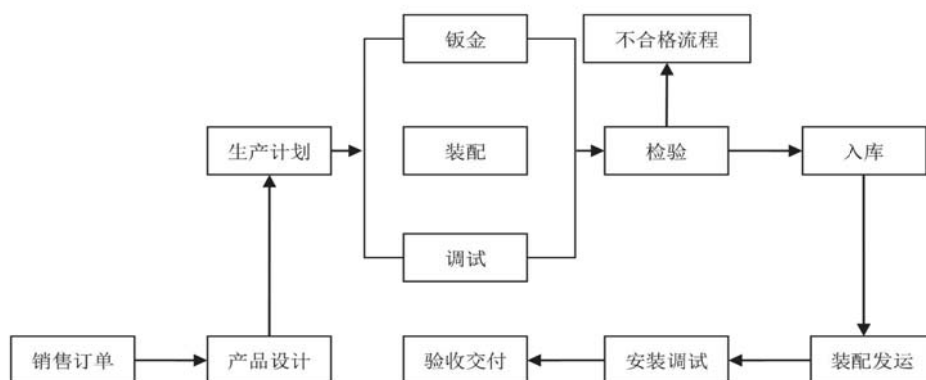 钣金
不合格流程
生产计划
装配
检验
入库
调试
销售订单
产品设计
验收交付
安装调试
装配发运